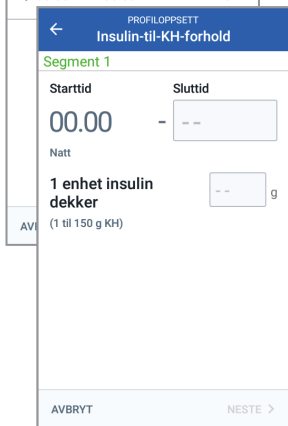 PROFILOPPSETT
Insulin-til-KH-forhold
Segment 1
Starttid Sluttid
00.00 - --
Natt
1 enhet insulin
dekker
-- g
(1 til 150 g KH)
AVBRYT NESTE